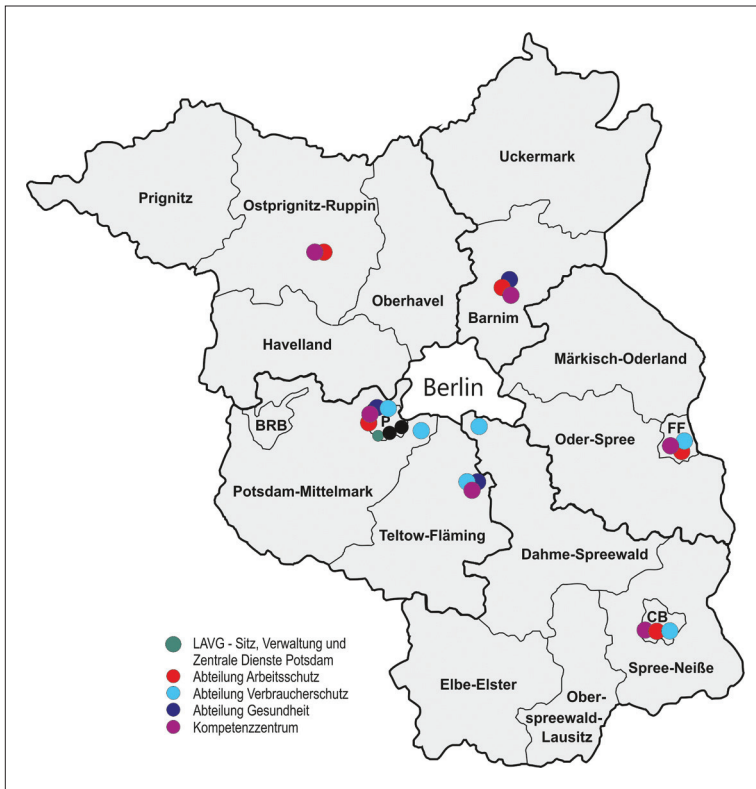 Uckermark
Prignitz
Ostprignitz-Ruppin
Oberhavel
Barnim
Havelland
Märkisch-Oderland
Berlin
BRB
P
FF
Oder-Spree
Potsdam-Mittelmark
Teltow-Fläming
Dahme-Spreewald
CB
Spree-Neiße
Elbe-Elster
Ober-
spreewald-
Lausitz
LAVG - Sitz, Verwaltung und
Zentrale Dienste Potsdam
Abteilung Arbeitsschutz
Abteilung Verbraucherschutz
Abteilung Gesundheit
Kompetenzzentrum